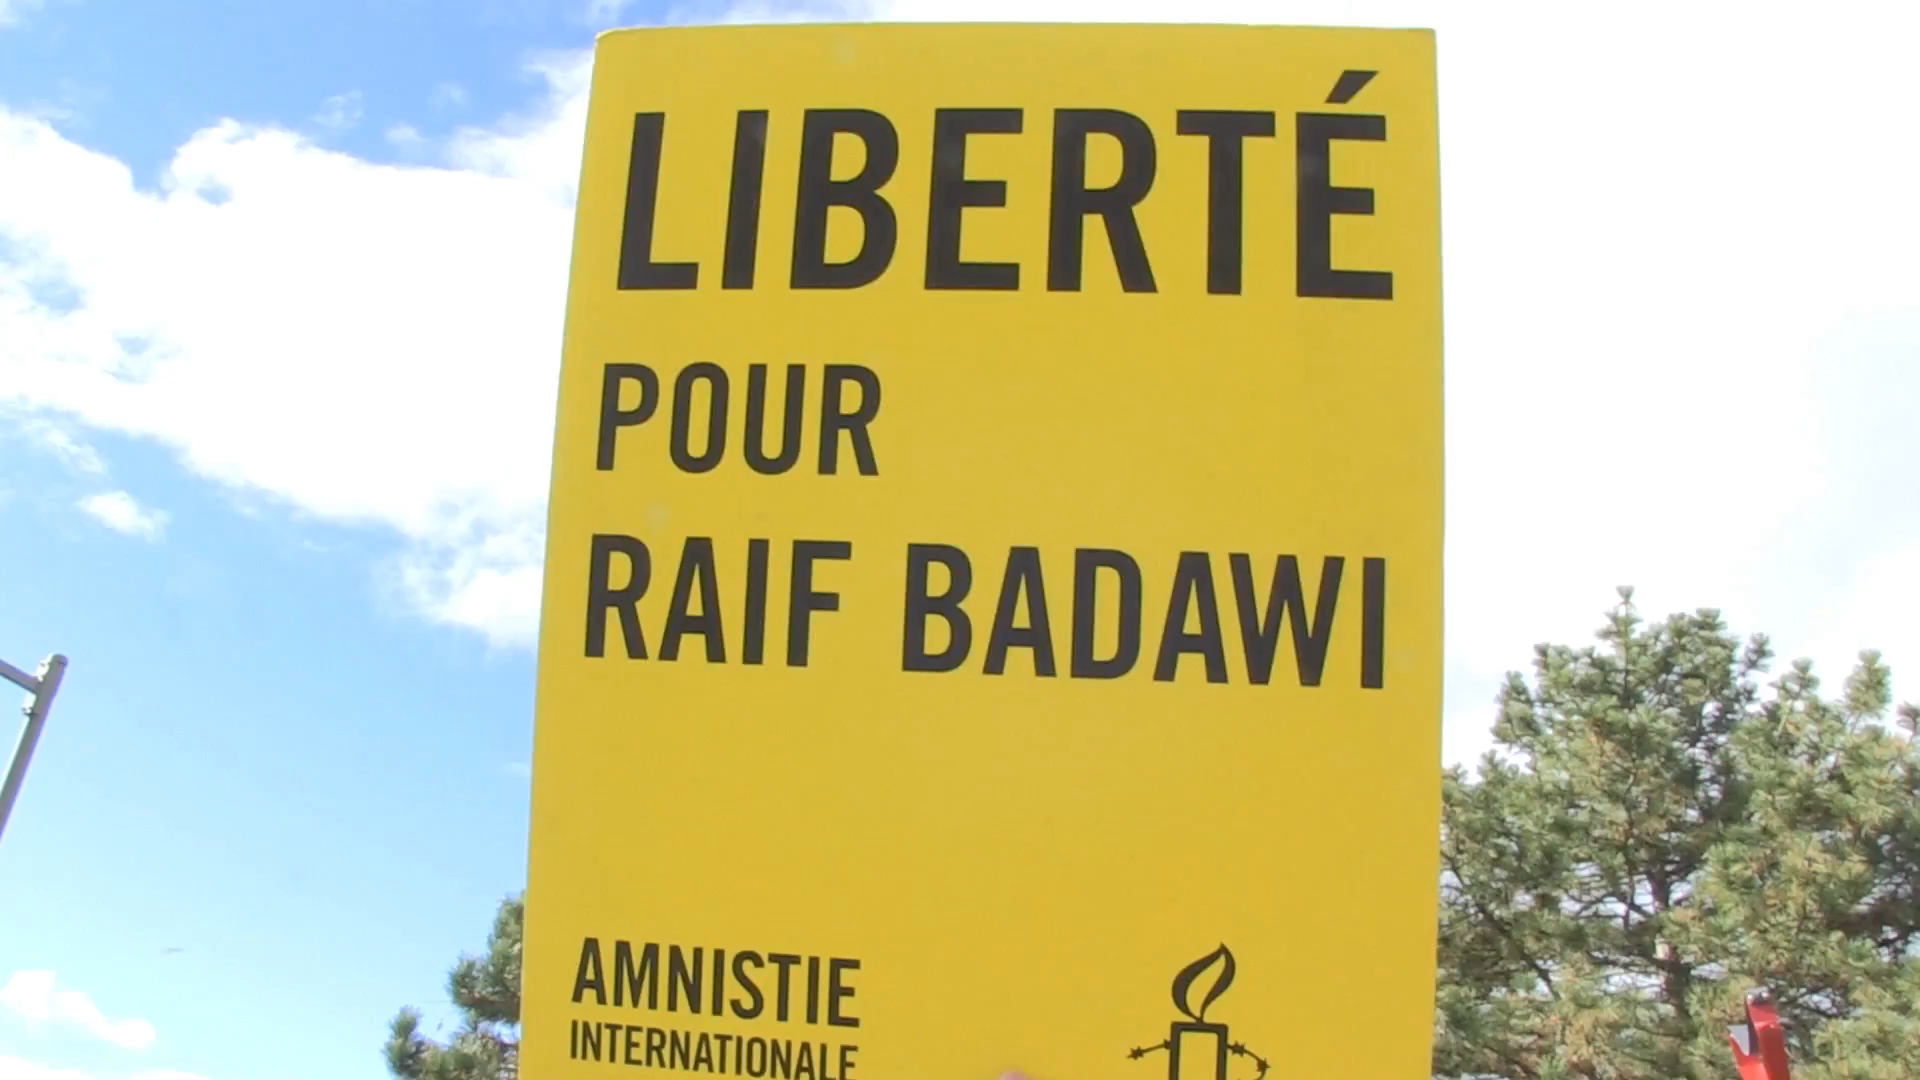 LIBERTÉ
POUR
RAIF BADAWI
AMNISTIE
INTERNATIONALE